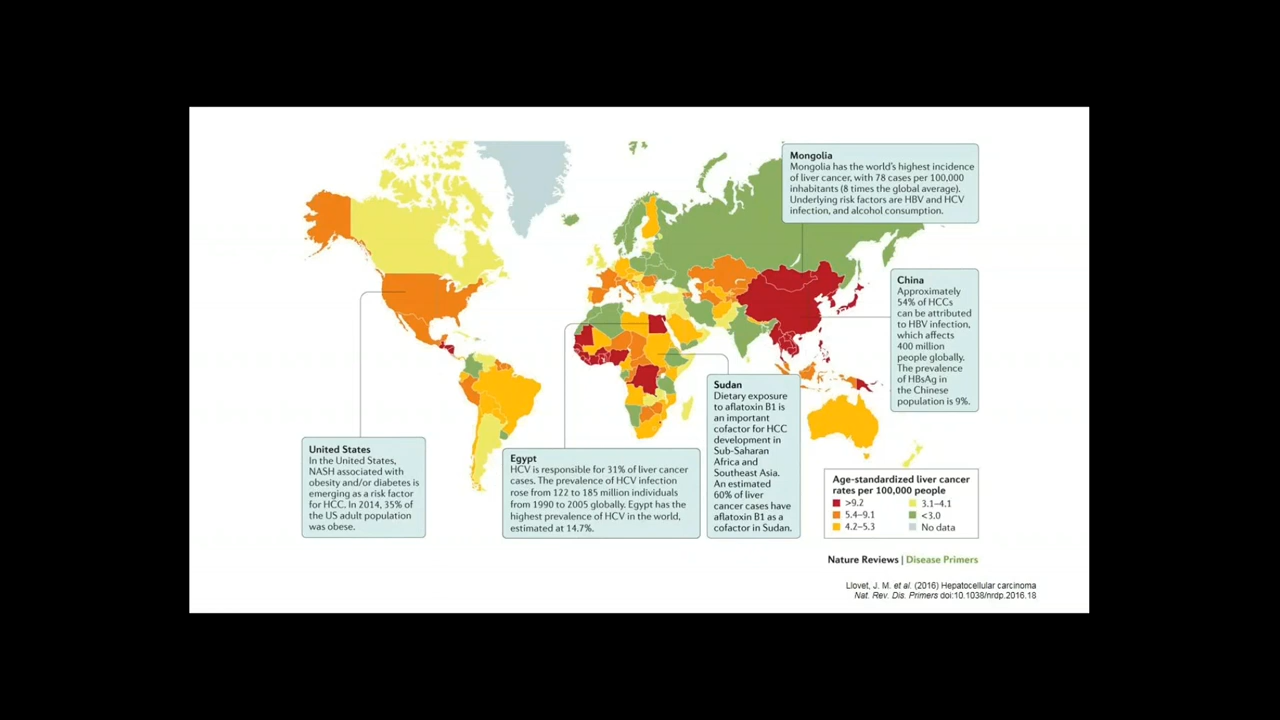 Mongolia
Mongolia has the world's highest incidence
of liver cancer, with 78 cases per 100,000
inhabitants (8 times the global average).
Underlying risk factors are HBV and HCV
infection, and alcohol consumption.
China
Approximately
54% of HCCs
can be attributed
to HBV infection,
which affects
400 million
people globally.
The prevalence
of HBsAg in
the Chinese
population is 9%.
Sudan
Dietary exposure
to aflatoxin B1 is
an important
cofactor for HCC
development in
Sub-Saharan
Africa and
Southeast Asia.
An estimated
60% of liver
cancer cases have
aflatoxin B1 as a
cofactor in Sudan.
United States
In the United States,
NASH associated with
obesity and/or diabetes is
emerging as a risk factor
for HCC. In 2014, 35% of
the US adult population
was obese.
Egypt
HCV is responsible for 31% of liver cancer
cases. The prevalence of HCV infection
rose from 122 to 185 million individuals
from 1990 to 2005 globally. Egypt has the
highest prevalence of HCV in the world,
estimated at 14.7%.
Age-standardized liver cancer
rates per 100,000 people
>9.2
3.1–4.1
5.4–9.1
<3.0
4.2–5.3
No data
Nature Reviews | Disease Primers
Llovet, J. M. et al. (2016) Hepatocellular carcinoma
Nat. Rev. Dis. Primers doi:10.1038/nrdp.2016.18